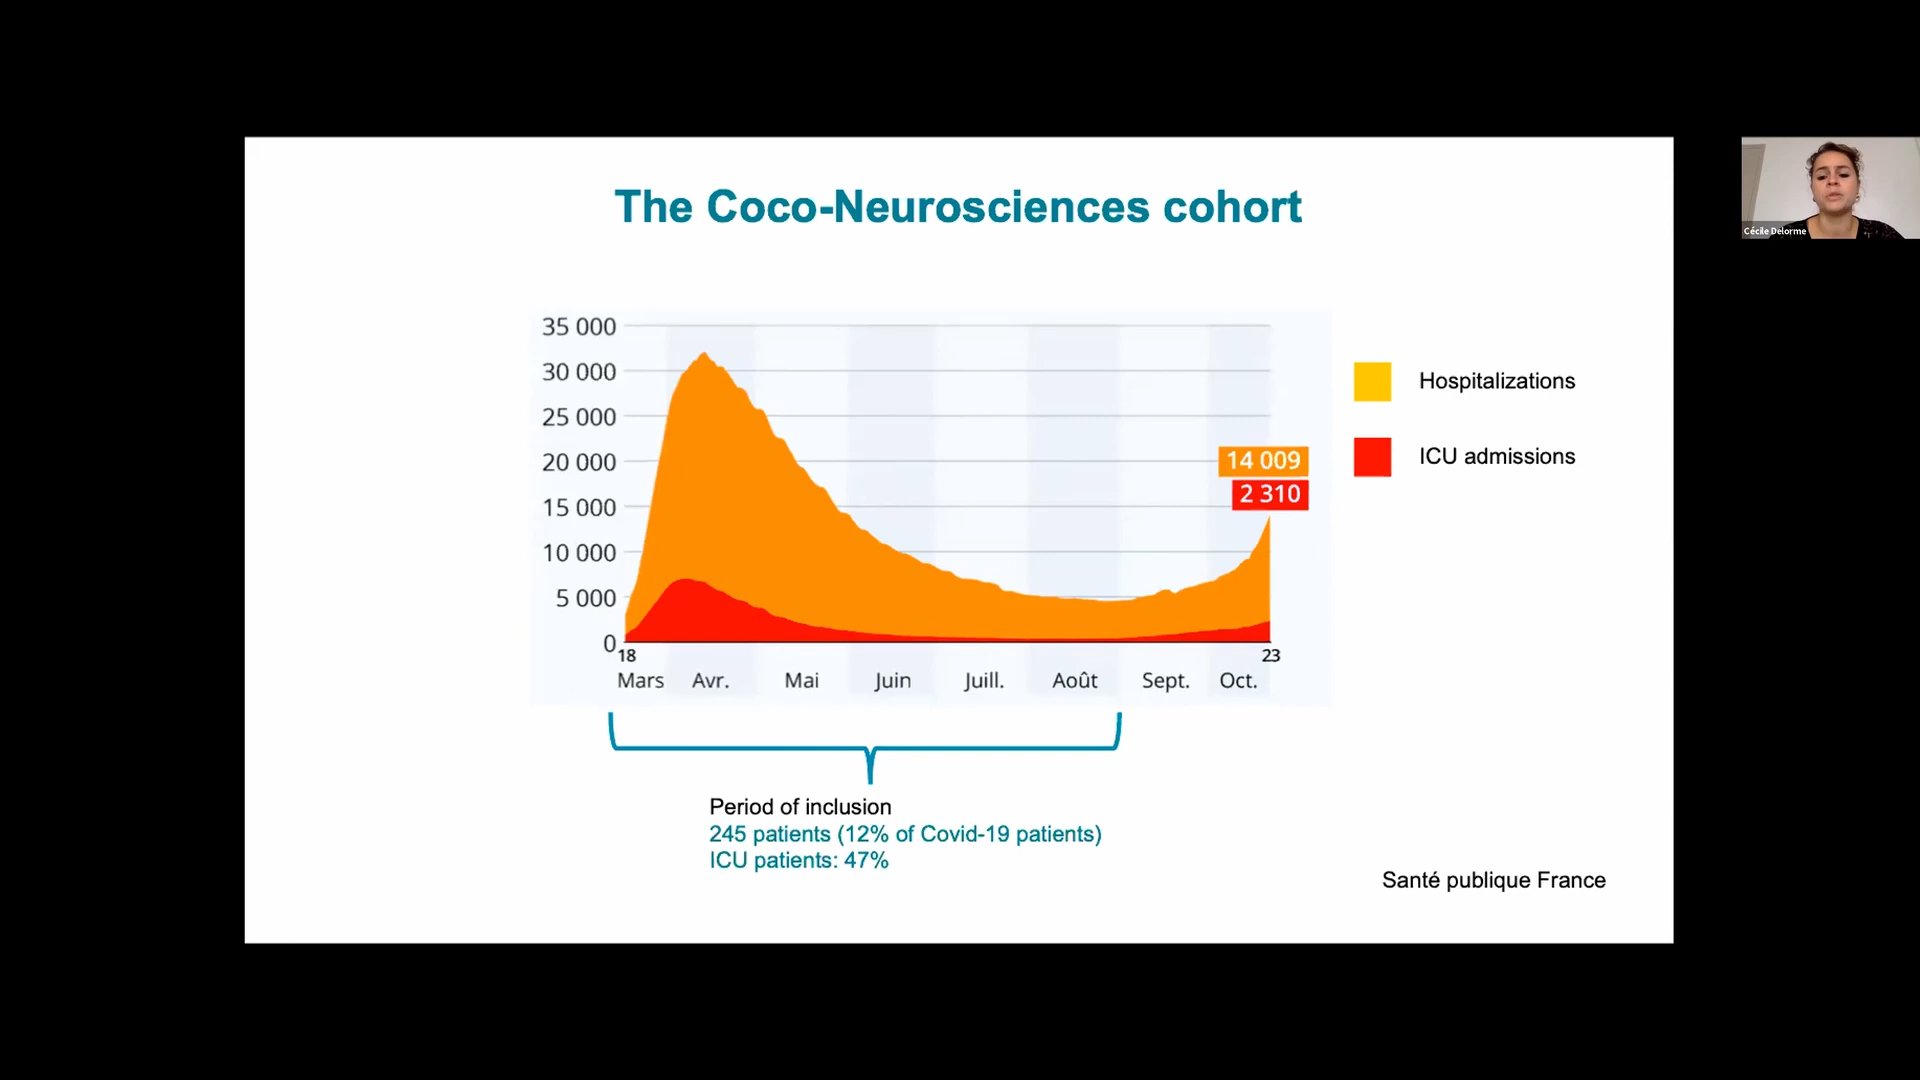 The Coco-Neurosciences cohort
Cécile Delorme
35 000
30 000
25 000
20 000
15 000
10 000
5 000
0
14 009
2 310
18
23
Mars Avr. Mai Juin Juill. Août Sept. Oct.
Hospitalizations
ICU admissions
Period of inclusion
245 patients (12% of Covid-19 patients)
ICU patients: 47%
Santé publique France